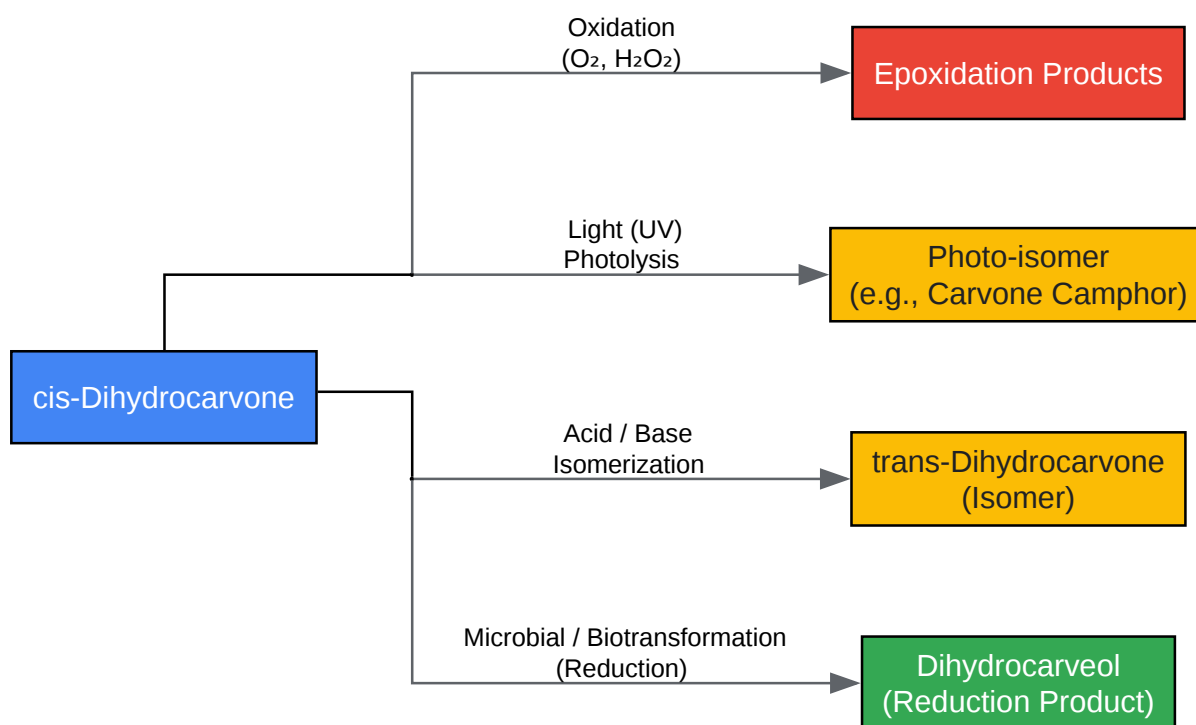 Oxidation
(O₂, H₂O₂)
Epoxidation Products
Light (UV)
Photolysis
Photo-isomer
(e.g., Carvone Camphor)
cis-Dihydrocarvone
Acid / Base
Isomerization
trans-Dihydrocarvone
(Isomer)
Microbial / Biotransformation
(Reduction)
Dihydrocarveol
(Reduction Product)